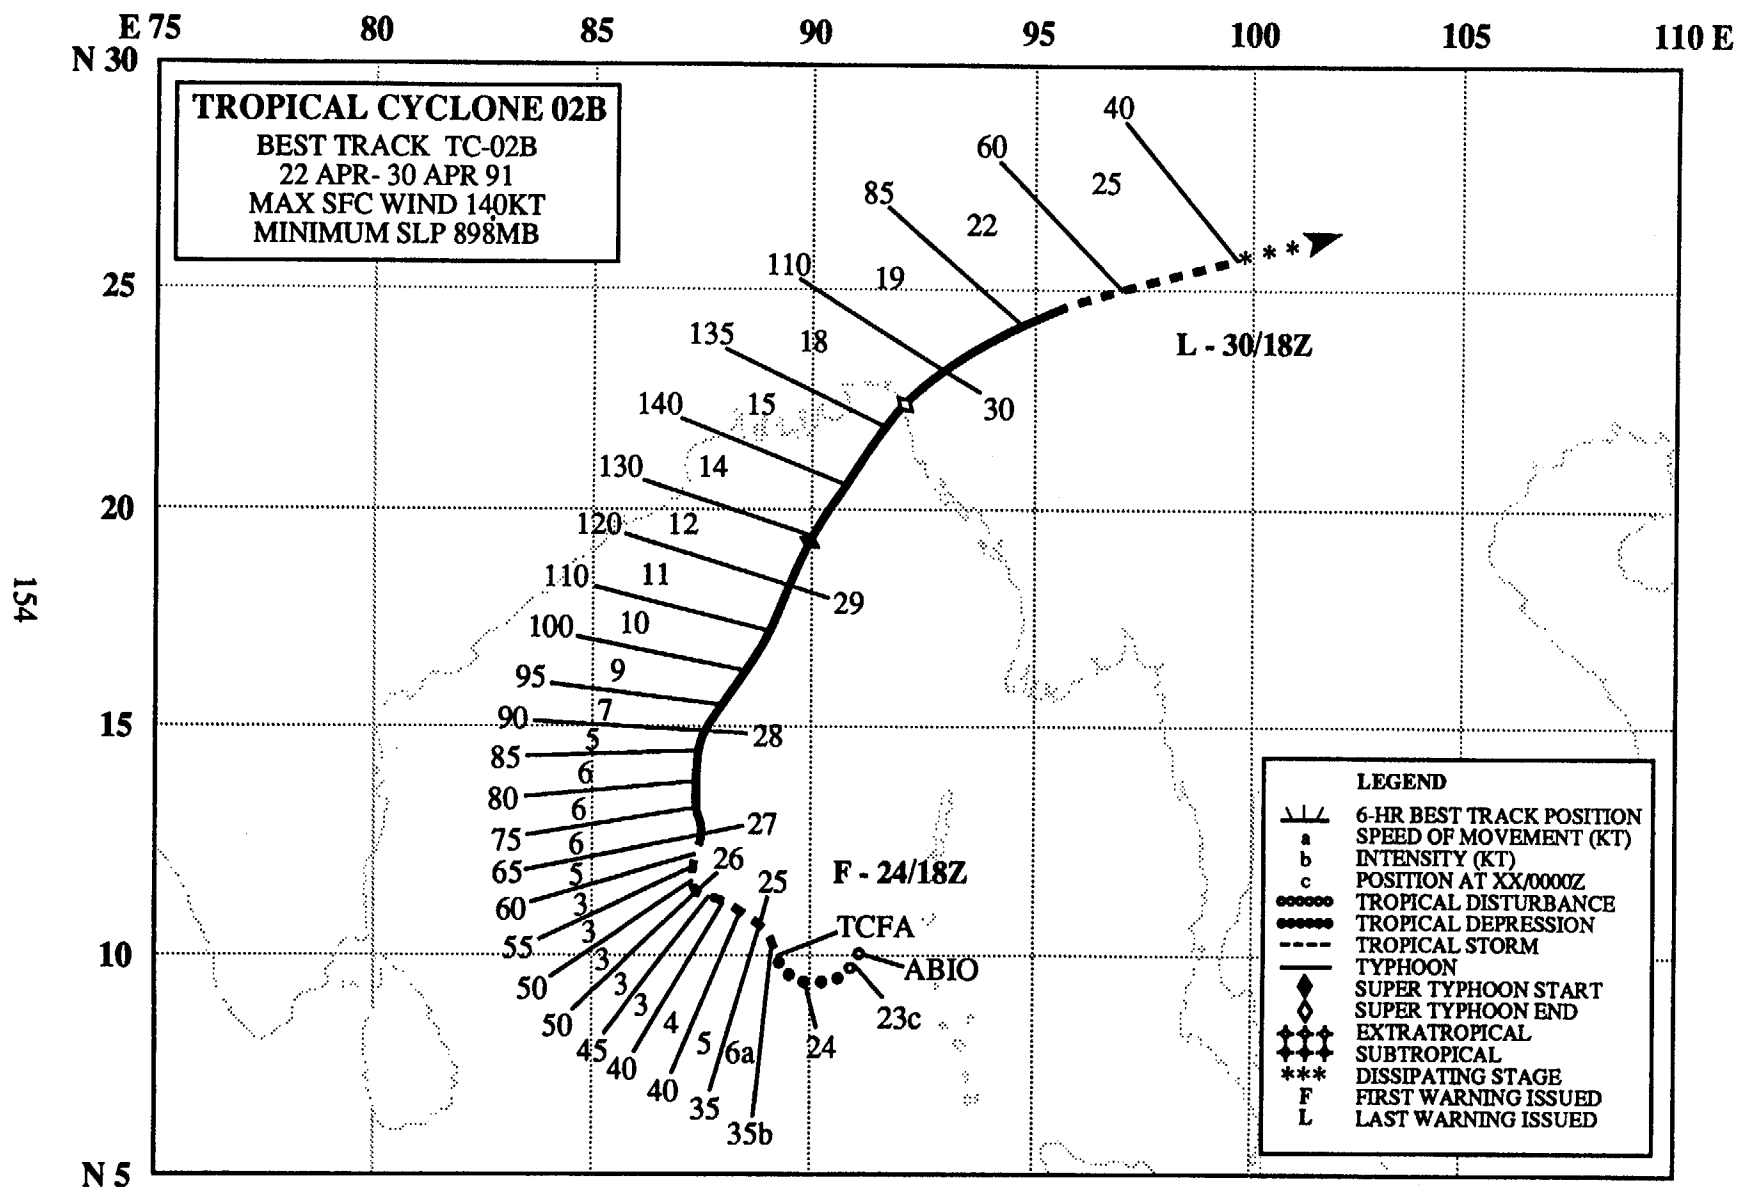 E 75 80 85 90 95 100 105 110 E
N 30
TROPICAL CYCLONE 02B
BEST TRACK TC-02B
22 APR- 30 APR 91
MAX SFC WIND 140KT
MINIMUM SLP 898MB
40
60
25
85
22
110
19
25
135
18
L - 30/18Z
140
15
30
130
14
20
120
12
110
11
29
154
100
10
95
9
90
7
15
28
85
5
80
6
75
6
27
65
6
26
60
5
F - 24/18Z
25
55
3
TCFA
10
50
3
ABIO
50
3
23c
45
3
24
40
3
40
4
35
5
35b
6a
N 5
LEGEND
6-HR BEST TRACK POSITION
a SPEED OF MOVEMENT (KT)
b INTENSITY (KT)
c POSITION AT XX/0000Z
TROPICAL DISTURBANCE
TROPICAL DEPRESSION
TROPICAL STORM
TYPHOON
SUPER TYPHOON START
SUPER TYPHOON END
EXTRATROPICAL
SUBTROPICAL
*** DISSIPATING STAGE
F FIRST WARNING ISSUED
L LAST WARNING ISSUED